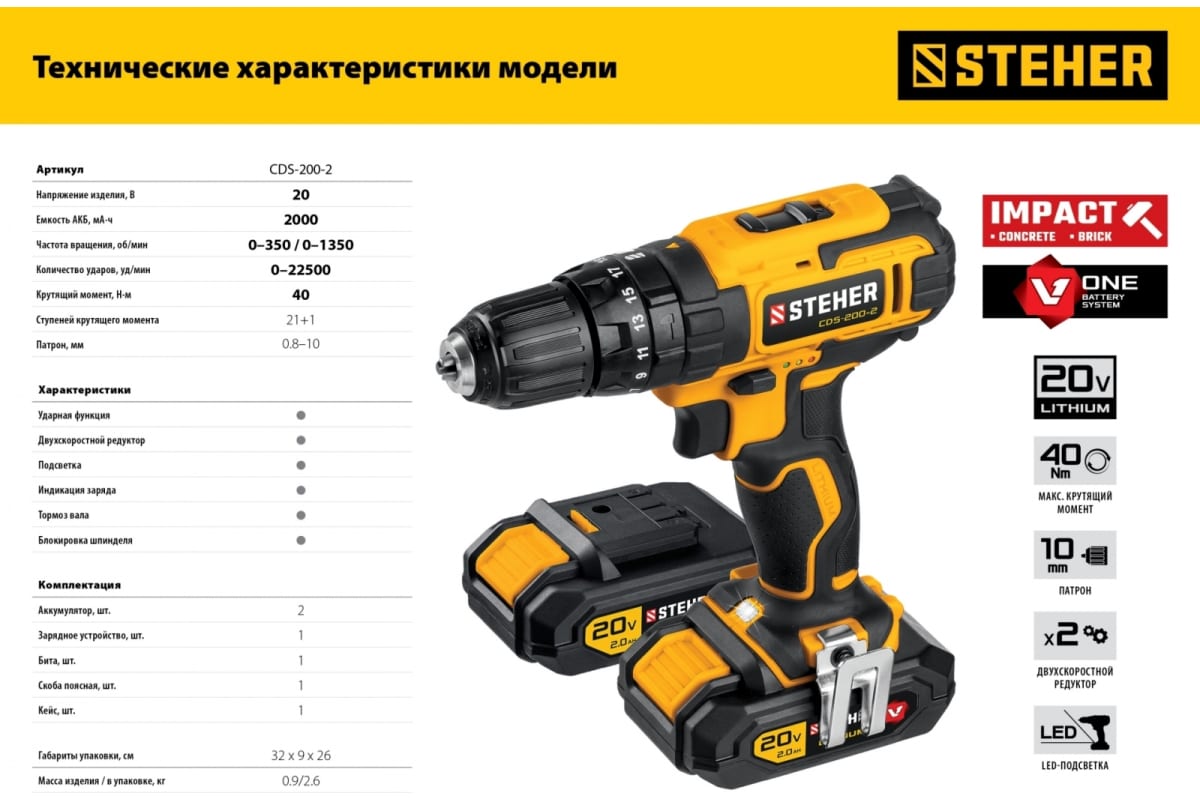 Технические характеристики модели
STEHER
Артикул CDS-200-2
Напряжение изделия, В 20
Емкость АКБ, мА·ч 2000
Частота вращения, об/мин 0–350 / 0–1350
Количество ударов, уд/мин 0–22500
Крутящий момент, Н·м 40
Ступеней крутящего момента 21+1
Патрон, мм 0.8–10
Характеристики
Ударная функция
Двухскоростной редуктор
Подсветка
Индикация заряда
Тормоз вала
Блокировка шпинделя
Комплектация
Аккумулятор, шт. 2
Зарядное устройство, шт. 1
Бита, шт. 1
Скоба поясная, шт. 1
Кейс, шт. 1
Габариты упаковки, см 32 x 9 x 26
Масса изделия / в упаковке, кг 0.9/2.6
9 11 13 15 17
STEHER
CDS-200-2
LITHIUM
STEH
20V
2.0AH
STEHER
LITHIUM
20V
2.0AH
IMPACT
• CONCRETE • BRICK
V1 ONE
BATTERY
SYSTEM
20V
LITHIUM
40
Nm
МАКС. КРУТЯЩИЙ
МОМЕНТ
10
mm
ПАТРОН
x2
ДВУХСКОРОСТНОЙ
РЕДУКТОР
LED
LED-ПОДСВЕТКА